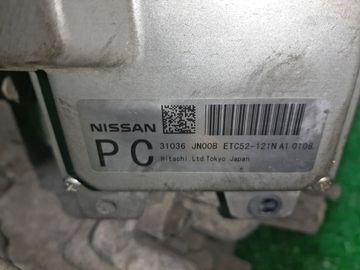 NISSAN
PC
31036 JN00B ETC52-121N A1 0108
Hitachi Ltd Tokyo Japan